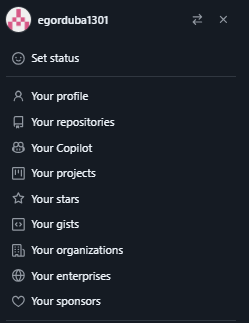 egorduba1301
Set status
Your profile
Your repositories
Your Copilot
Your projects
Your stars
Your gists
Your organizations
Your enterprises
Your sponsors